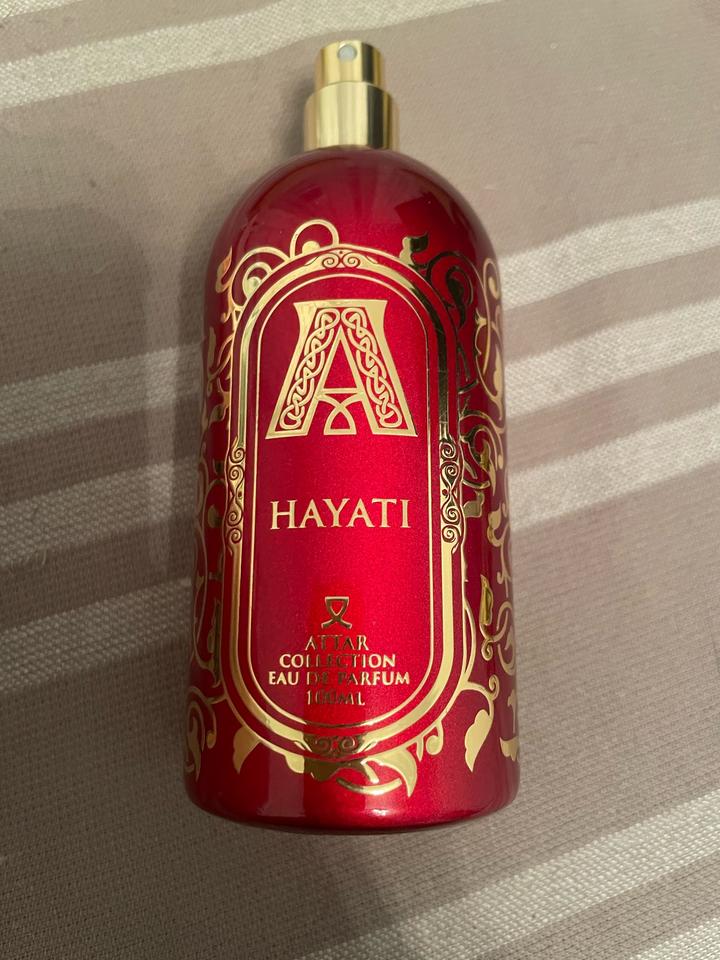 A
HAYATI
ATTAR
COLLECTION
EAU DE PARFUM
100ML